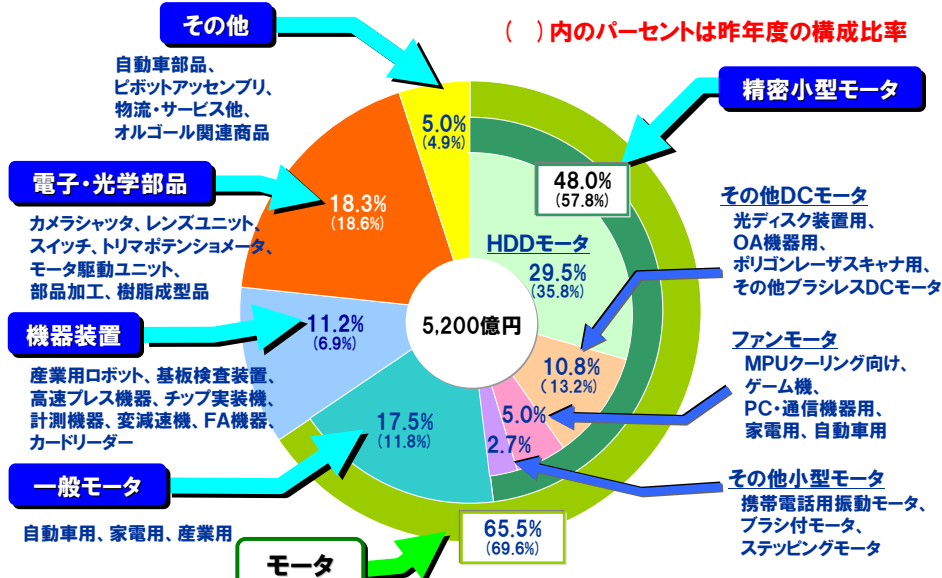 その他
( )内のパーセントは昨年度の構成比率
自動車部品、
ピボットアッセンブリ、
物流・サービス他、
オルゴール関連商品
精密小型モータ
5.0%
(4.9%)
電子・光学部品
18.3%
(18.6%)
48.0%
(57.8%)
カメラシャッタ、レンズユニット、
スイッチ、トリマポテンショメータ、
モータ駆動ユニット、
部品加工、樹脂成型品
その他DCモータ
光ディスク装置用、
OA機器用、
ポリゴンレーザスキャナ用、
その他ブラシレスDCモータ
HDDモータ
29.5%
(35.8%)
5,200億円
機器装置
11.2%
(6.9%)
産業用ロボット、基板検査装置、
高速プレス機器、チップ実装機、
計測機器、変減速機、FA機器、
カードリーダー
ファンモータ
MPUクーリング向け、
ゲーム機、
PC・通信機器用、
家電用、自動車用
10.8%
(13.2%)
5.0%
2.7%
17.5%
(11.8%)
一般モータ
自動車用、家電用、産業用
その他小型モータ
携帯電話用振動モータ、
ブラシ付モータ、
ステッピングモータ
65.5%
(69.6%)
モータ